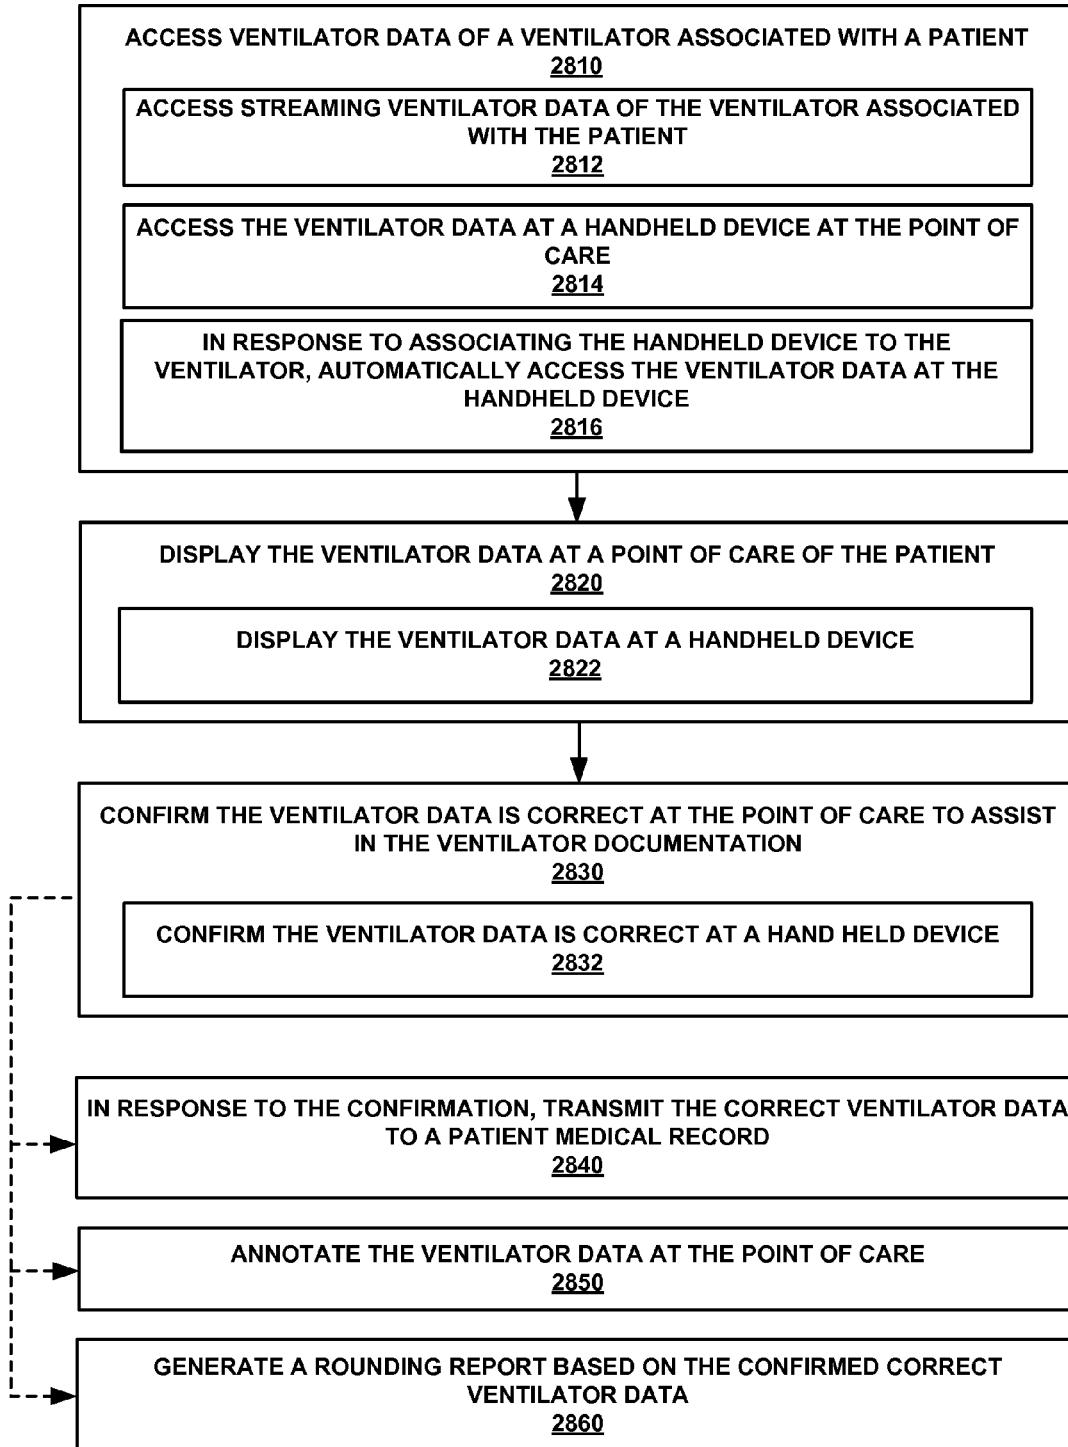 ACCESS VENTILATOR DATA OF A VENTILATOR ASSOCIATED WITH A PATIENT
2810
ACCESS STREAMING VENTILATOR DATA OF THE VENTILATOR ASSOCIATED
WITH THE PATIENT
2812
ACCESS THE VENTILATOR DATA AT A HANDHELD DEVICE AT THE POINT OF
CARE
2814
IN RESPONSE TO ASSOCIATING THE HANDHELD DEVICE TO THE
VENTILATOR, AUTOMATICALLY ACCESS THE VENTILATOR DATA AT THE
HANDHELD DEVICE
2816
DISPLAY THE VENTILATOR DATA AT A POINT OF CARE OF THE PATIENT
2820
DISPLAY THE VENTILATOR DATA AT A HANDHELD DEVICE
2822
CONFIRM THE VENTILATOR DATA IS CORRECT AT THE POINT OF CARE TO ASSIST
IN THE VENTILATOR DOCUMENTATION
2830
CONFIRM THE VENTILATOR DATA IS CORRECT AT A HAND HELD DEVICE
2832
IN RESPONSE TO THE CONFIRMATION, TRANSMIT THE CORRECT VENTILATOR DATA
TO A PATIENT MEDICAL RECORD
2840
ANNOTATE THE VENTILATOR DATA AT THE POINT OF CARE
2850
GENERATE A ROUNDING REPORT BASED ON THE CONFIRMED CORRECT
VENTILATOR DATA
2860